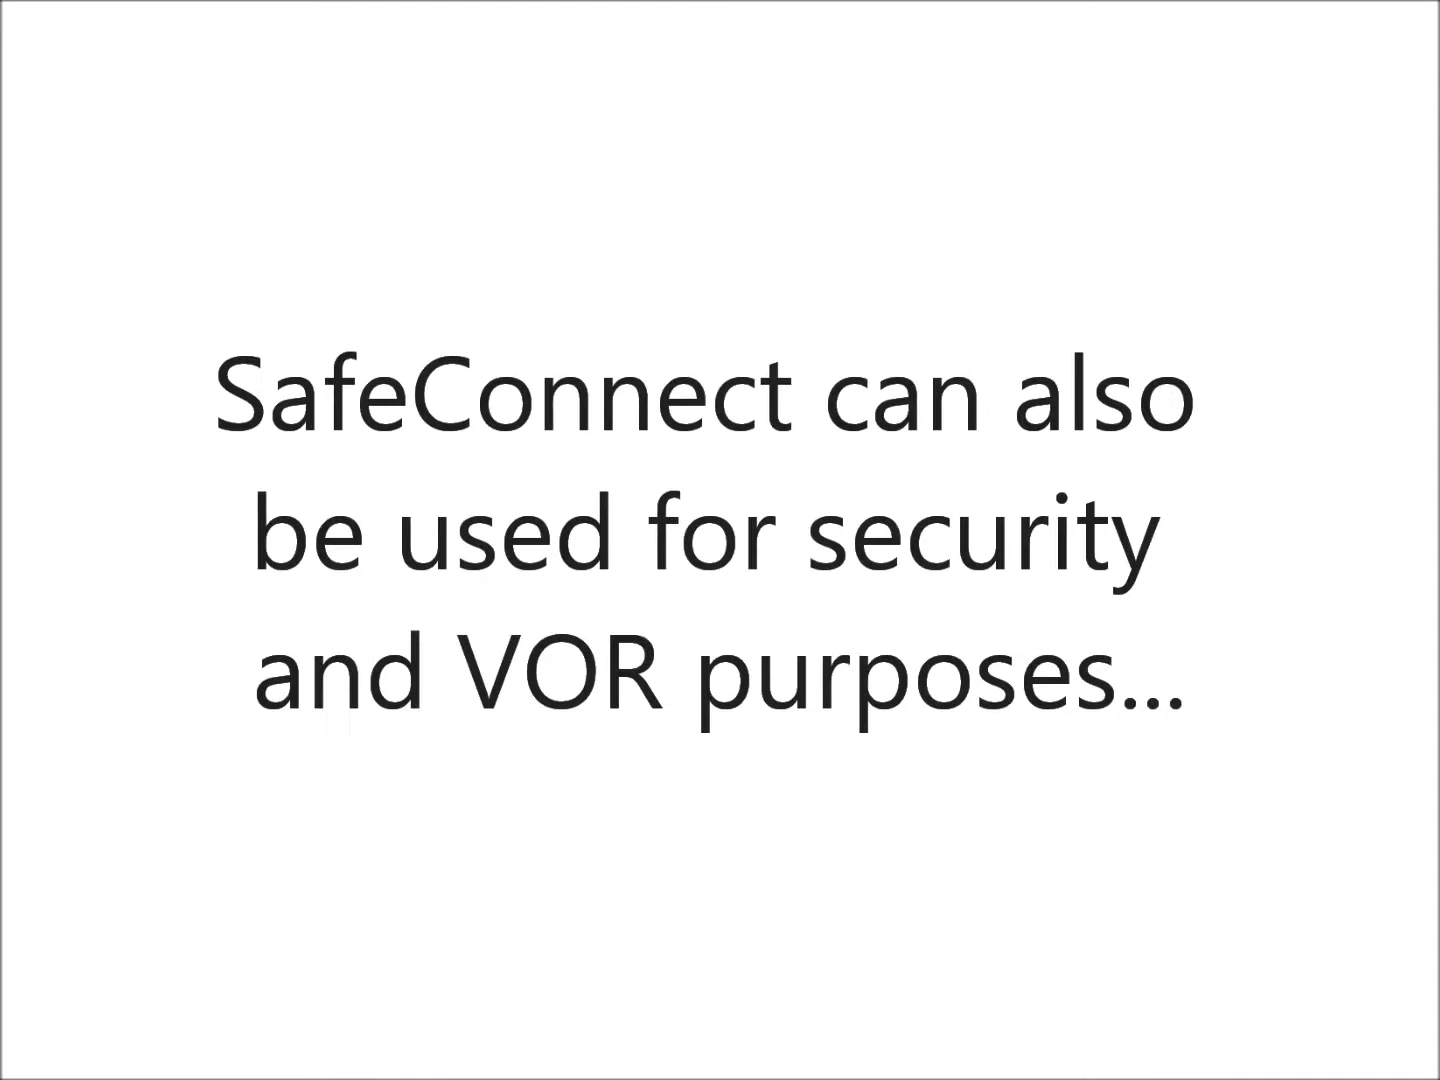 SafeConnect can also
be used for security
and VOR purposes...